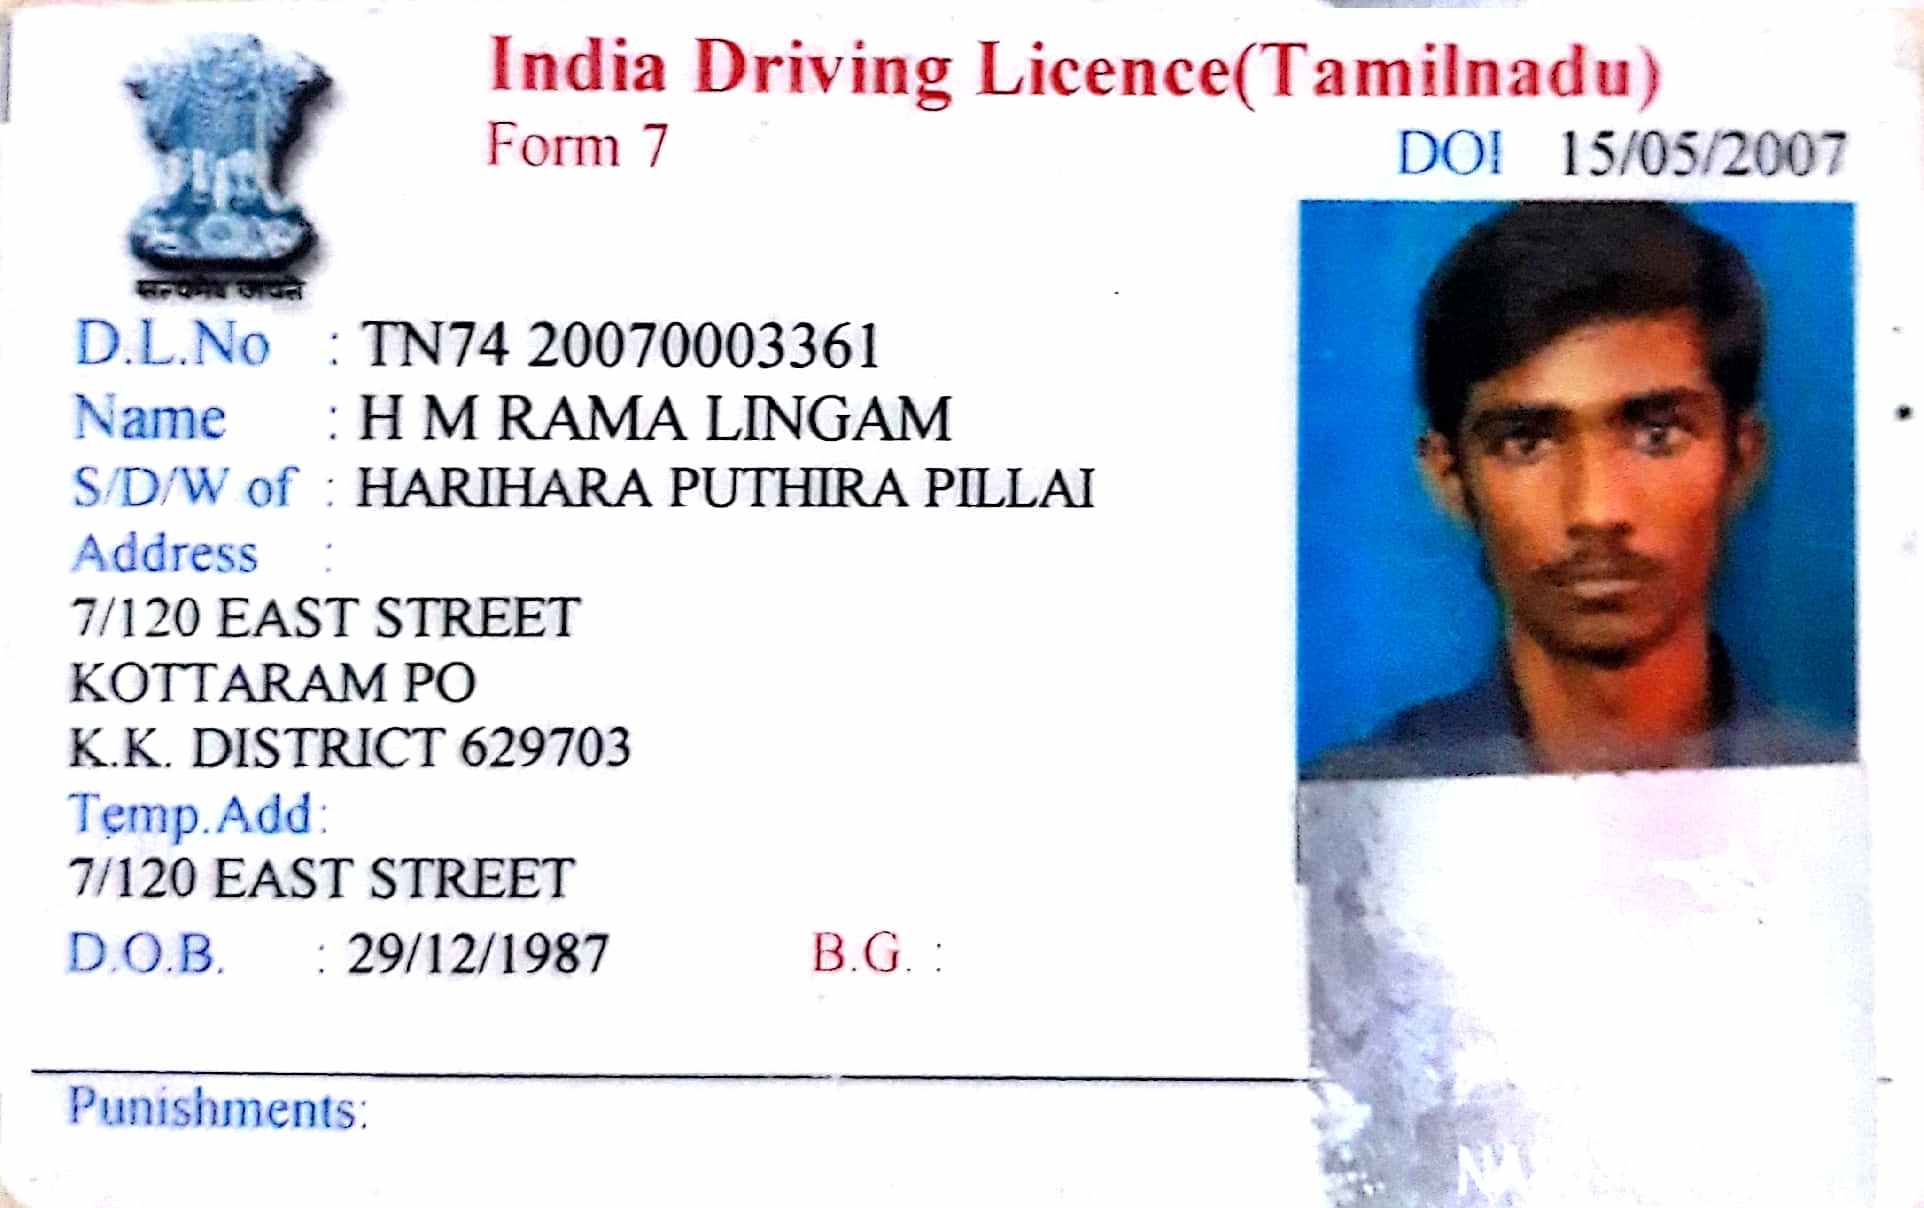 India Driving Licence(Tamilnadu)
Form 7
DOI 15/05/2007
सत्यमेव जयते
D.L.No : TN74 20070003361
Name : H M RAMA LINGAM
S/D/W of : HARIHARA PUTHIRA PILLAI
Address :
7/120 EAST STREET
KOTTARAM PO
K.K. DISTRICT 629703
Temp.Add:
7/120 EAST STREET
D.O.B. : 29/12/1987 B.G. :
Punishments: